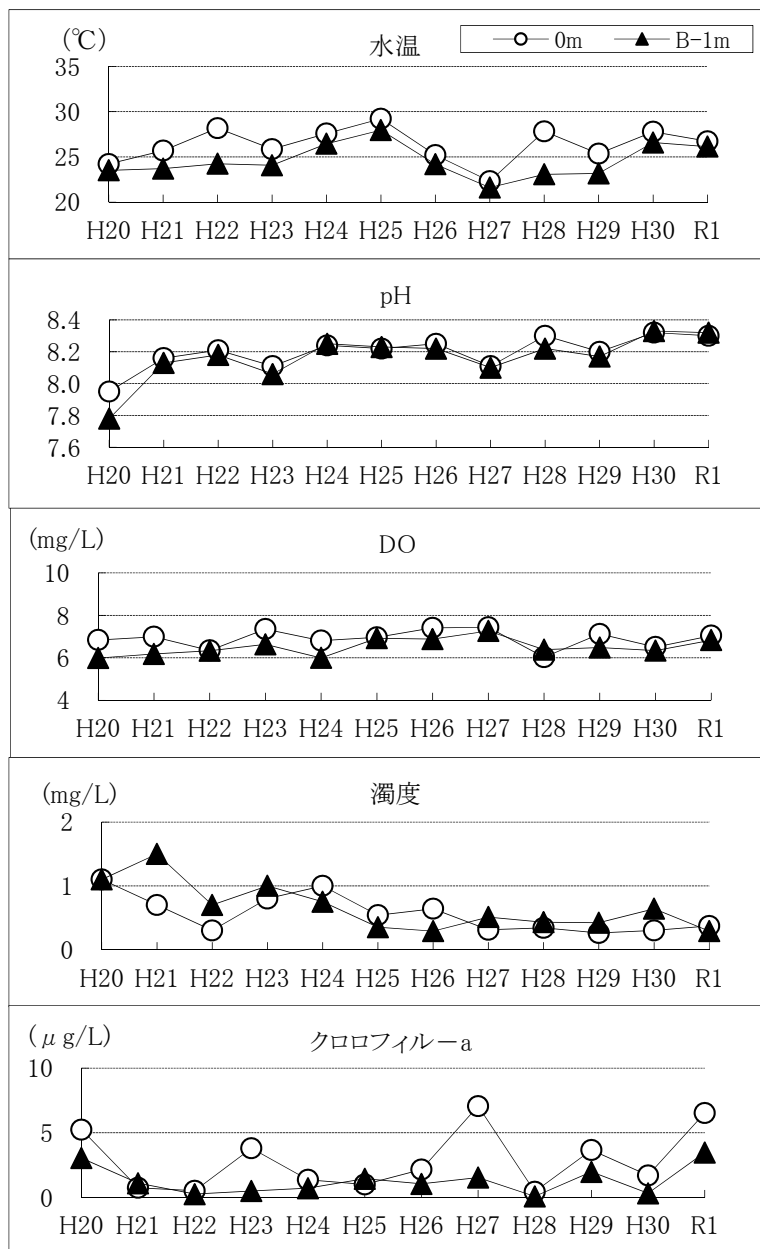 (℃)
水温
0m B-1m
35
30
25
20
H20 H21 H22 H23 H24 H25 H26 H27 H28 H29 H30 R1
pH
8.4
8.2
8.0
7.8
7.6
H20 H21 H22 H23 H24 H25 H26 H27 H28 H29 H30 R1
(mg/L)
DO
10
8
6
4
H20 H21 H22 H23 H24 H25 H26 H27 H28 H29 H30 R1
(mg/L)
濁度
2
1
0
H20 H21 H22 H23 H24 H25 H26 H27 H28 H29 H30 R1
(μg/L)
クロロフィル－a
10
5
0
H20 H21 H22 H23 H24 H25 H26 H27 H28 H29 H30 R1